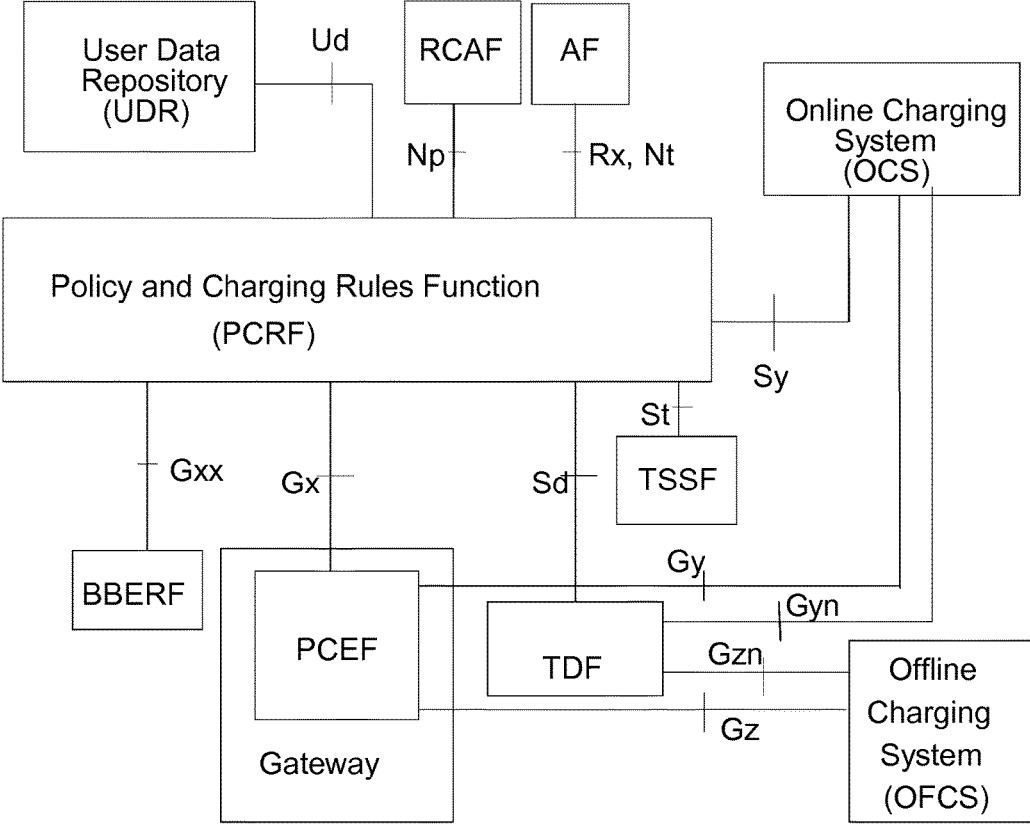 User Data
Repository
(UDR)
Ud
RCAF
AF
Online Charging
System
(OCS)
Np
Rx, Nt
Policy and Charging Rules Function
(PCRF)
Sy
St
Gxx
Gx
Sd
TSSF
BBERF
Gy
Gyn
PCEF
TDF
Gzn
Offline
Charging
System
(OFCS)
Gz
Gateway